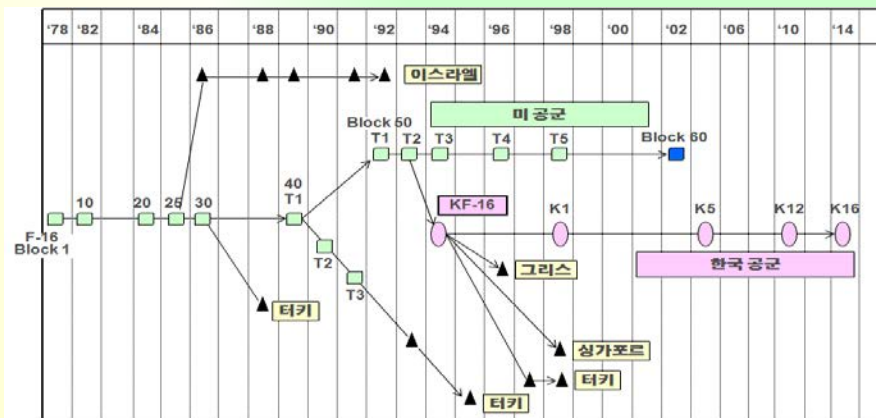 ‘78 ‘82 ‘84 ‘86 ‘88 ‘90 ‘92 ‘94 ‘96 ‘98 ‘00 ‘02 ‘06 ‘10 ‘14
이스라엘
미 공군
Block 50
T1 T2 T3 T4 T5 Block 60
10 20 25 30 40
T1
KF-16 K1 K5 K12 K16
F-16
Block 1
T2
T3
한국 공군
그리스
터키
싱가포르
터키
터키